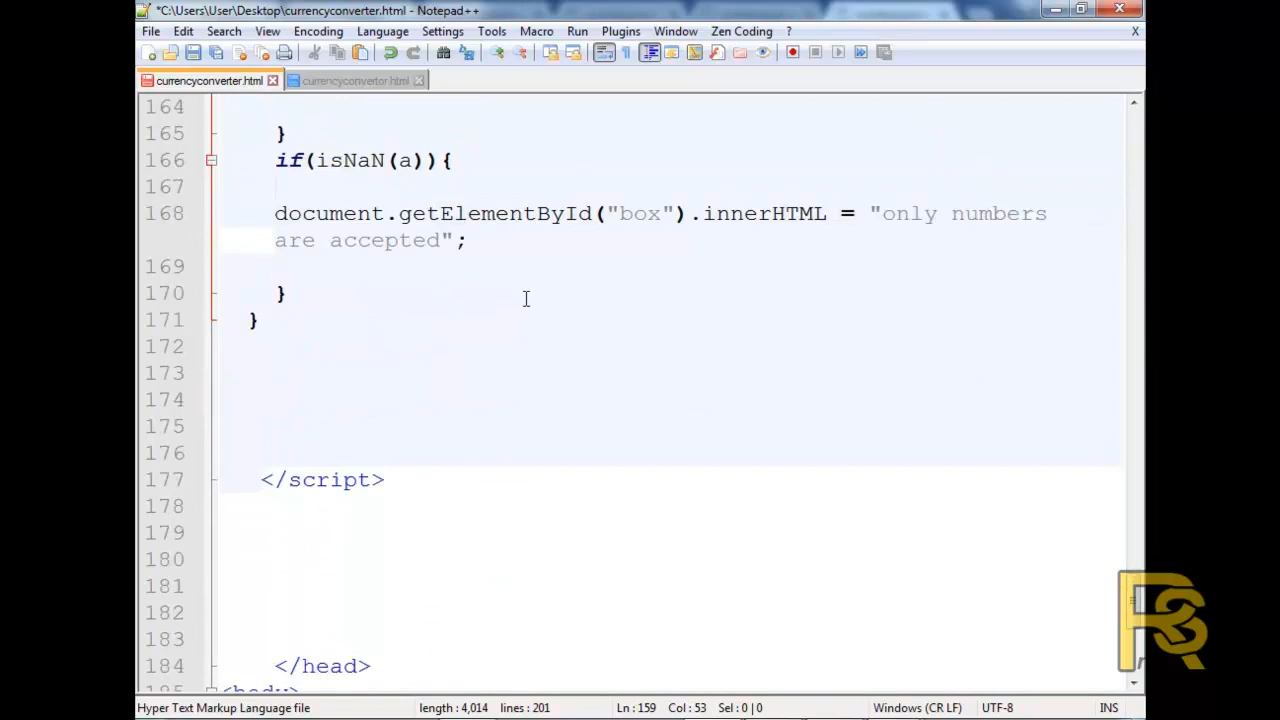 *C:\Users\User\Desktop\currencyconverter.html - Notepad++
File Edit Search View Encoding Language Settings Tools Macro Run Plugins Window Zen Coding ? X
currencyconverter.html currencyconvertor.html
164
165 }
166 if(isNaN(a)){
167
168 document.getElementById("box").innerHTML = "only numbers
are accepted";
169
170 }
171 }
172
173
174
175
176
177 </script>
178
179
180
181
182
183
184 </head>
185 <body>
Hyper Text Markup Language file length : 4,014 lines : 201 Ln : 159 Col : 53 Sel : 0 | 0 Windows (CR LF) UTF-8 INS